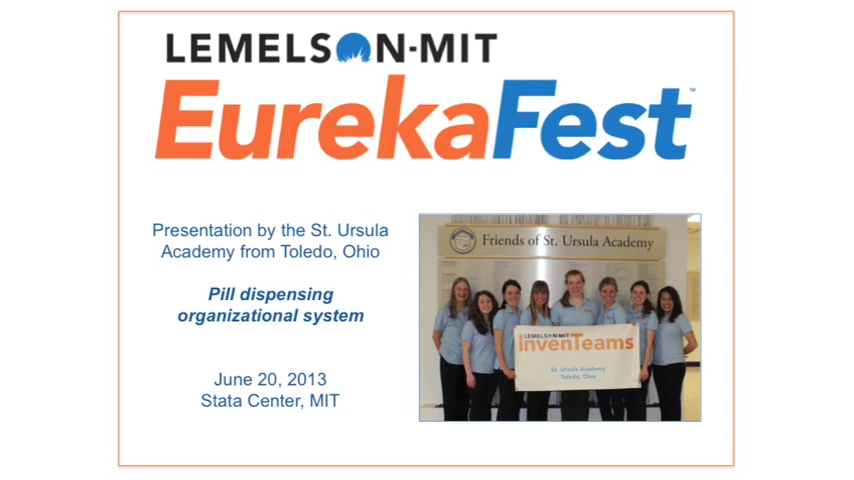 LEMELSON-MIT
EurekaFest™
Presentation by the St. Ursula
Academy from Toledo, Ohio
Pill dispensing
organizational system
June 20, 2013
Stata Center, MIT
Friends of St. Ursula Academy
LEMELSON-MIT
InvenTeams
St. Ursula Academy
Toledo, Ohio